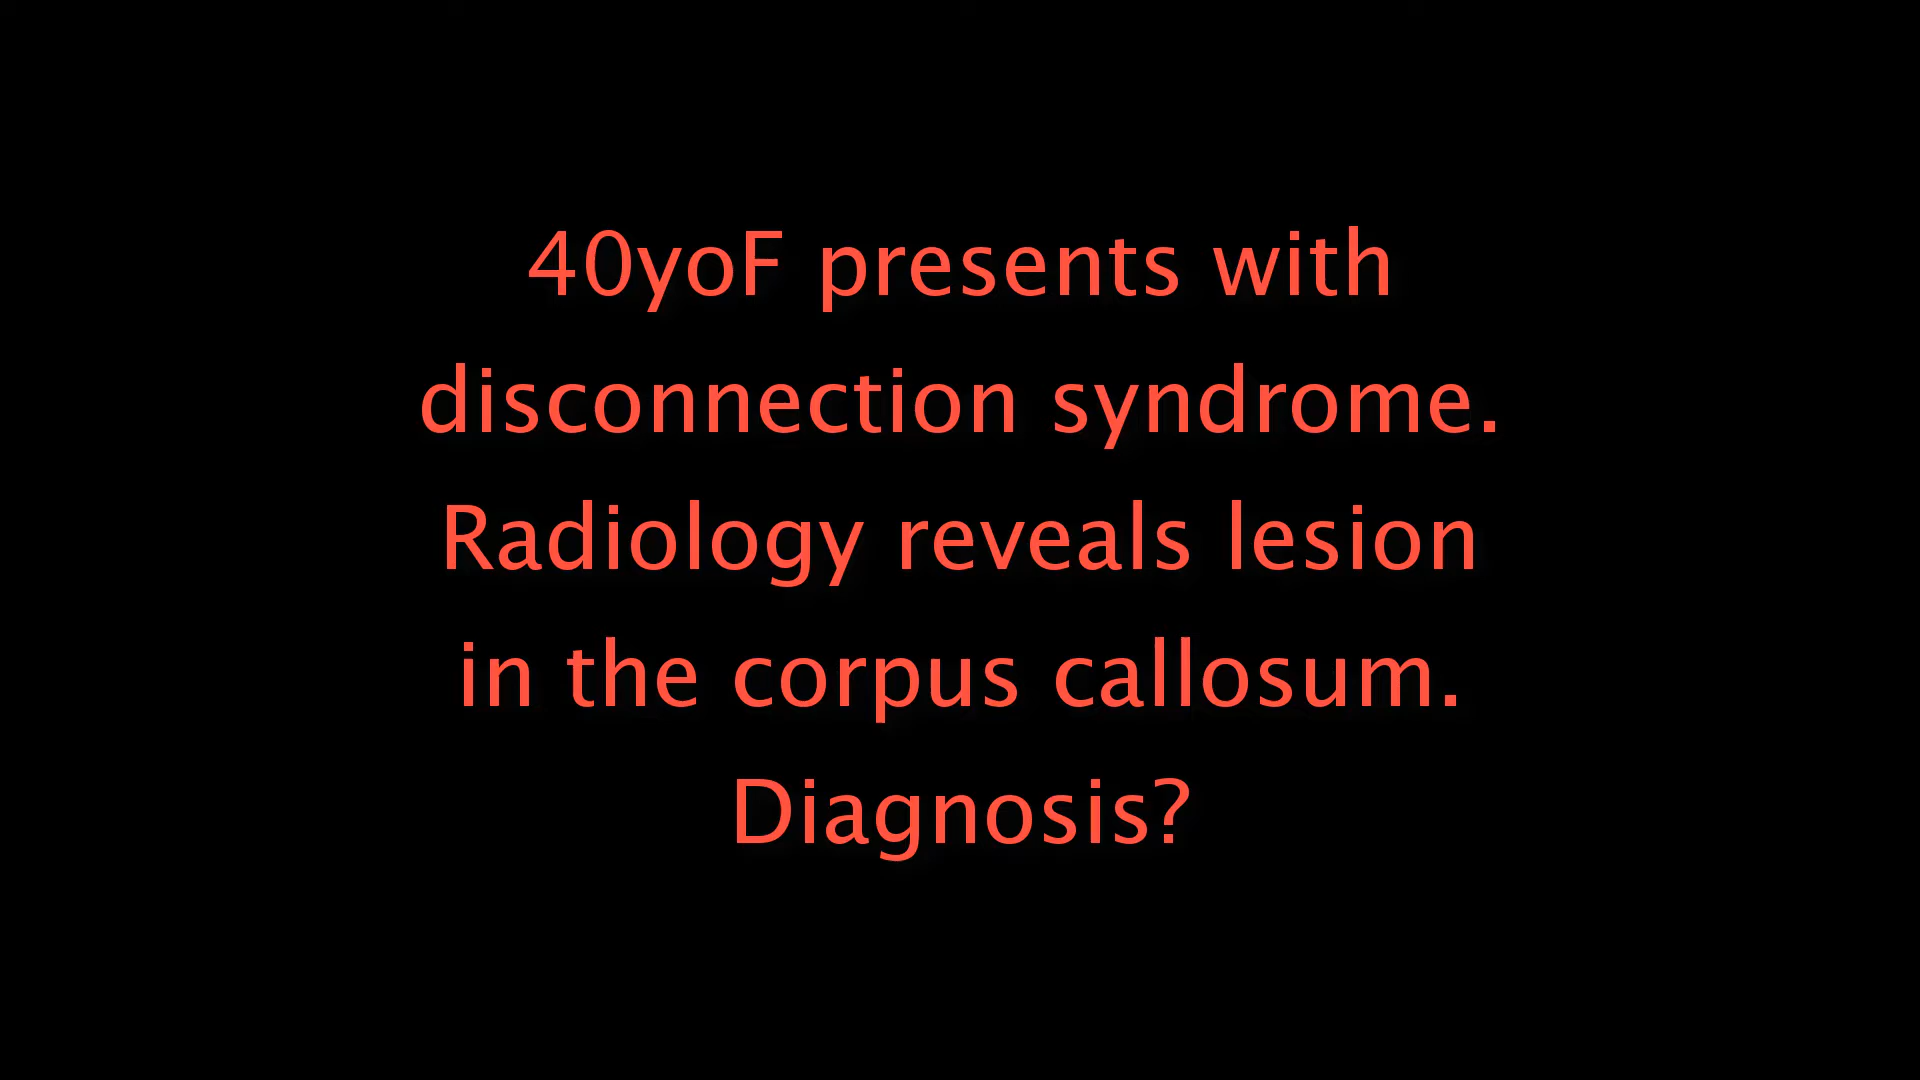 40yoF presents with
disconnection syndrome.
Radiology reveals lesion
in the corpus callosum.
Diagnosis?